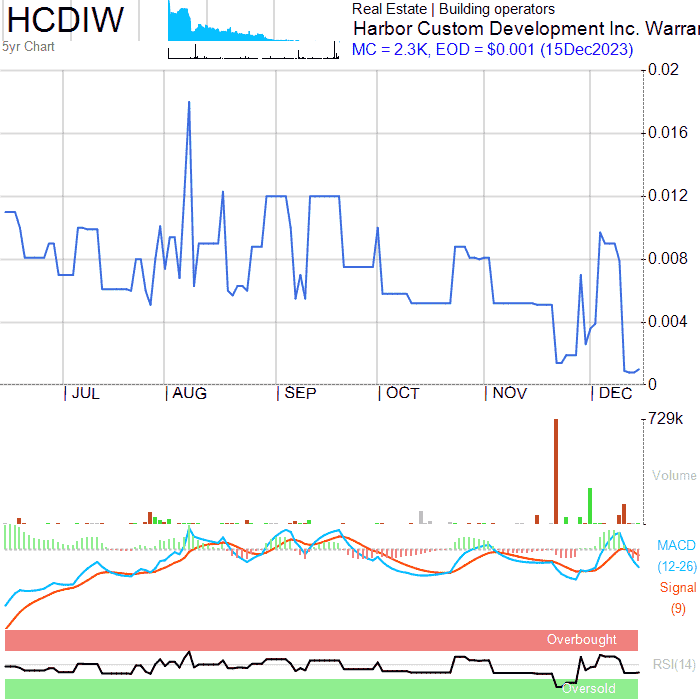 HCDIW
5yr Chart
Real Estate | Building operators
Harbor Custom Development Inc. Warrar
MC = 2.3K, EOD = $0.001 (15Dec2023)
0.02
0.016
0.012
0.008
0.004
0
JUL AUG SEP OCT NOV DEC
729k
Volume
MACD
(12-26)
Signal
(9)
Overbought
RSI(14)
Oversold